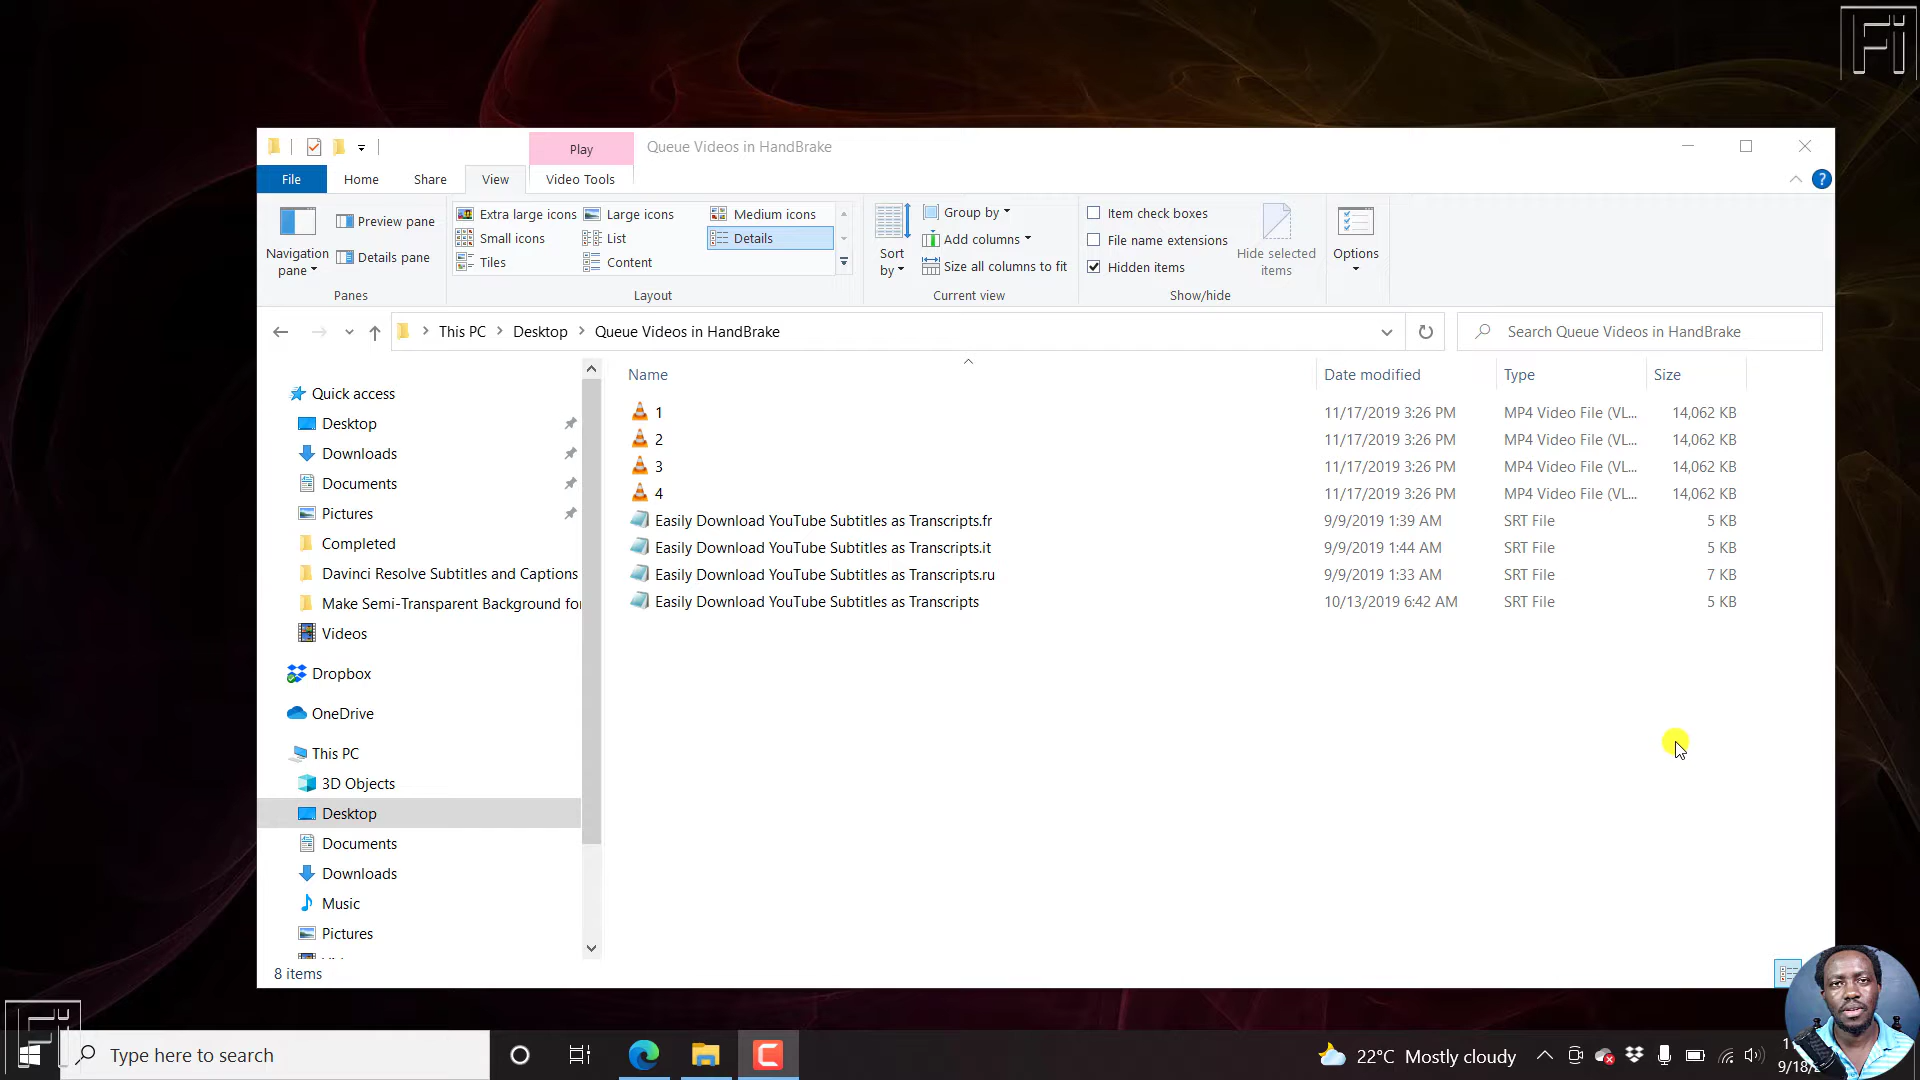 Fi
Play
Queue Videos in HandBrake
File
Home
Share
View
Video Tools
Navigation pane
Preview pane
Details pane
Panes
Extra large icons
Large icons
Medium icons
Small icons
List
Details
Tiles
Content
Layout
Sort by
Group by
Add columns
Size all columns to fit
Current view
Item check boxes
File name extensions
Hidden items
Hide selected items
Show/hide
Options
This PC
Desktop
Queue Videos in HandBrake
Search Queue Videos in HandBrake
Name
Date modified
Type
Size
1 11/17/2019 3:26 PM MP4 Video File (VL... 14,062 KB
2 11/17/2019 3:26 PM MP4 Video File (VL... 14,062 KB
3 11/17/2019 3:26 PM MP4 Video File (VL... 14,062 KB
4 11/17/2019 3:26 PM MP4 Video File (VL... 14,062 KB
Easily Download YouTube Subtitles as Transcripts.fr 9/9/2019 1:39 AM SRT File 5 KB
Easily Download YouTube Subtitles as Transcripts.it 9/9/2019 1:44 AM SRT File 5 KB
Easily Download YouTube Subtitles as Transcripts.ru 9/9/2019 1:33 AM SRT File 7 KB
Easily Download YouTube Subtitles as Transcripts 10/13/2019 6:42 AM SRT File 5 KB
Quick access
Desktop
Downloads
Documents
Pictures
Completed
Davinci Resolve Subtitles and Captions
Make Semi-Transparent Background for
Videos
Dropbox
OneDrive
This PC
3D Objects
Desktop
Documents
Downloads
Music
Pictures
8 items
Fi
Type here to search
22°C Mostly cloudy